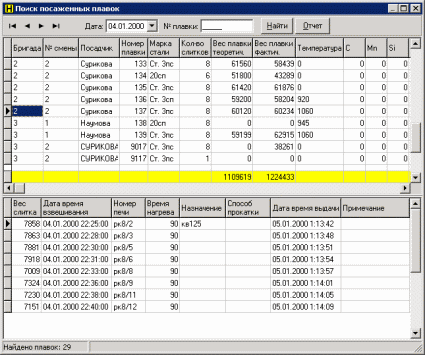 Поиск посаженных плавок
Дата: 04.01.2000 № плавки: Найти Отчет
Бригада № смены Посадчик Номер плавки Марка стали Кол-во слитков Вес плавки теоретич. Вес плавки Фактич. Температура C Mn Si
2 2 Сурикова 133 Ст. 3пс 8 61560 58439 0 0 0 0
2 2 Сурикова 134 20сп 6 51800 43289 0 0 0 0
2 2 Сурикова 135 Ст. 3пс 8 61420 61876 0 0 0 0
2 2 Сурикова 136 Ст. 3сп 8 59200 58204 920 0 0 0
2 2 Сурикова 137 Ст. 3пс 8 60120 60234 1060 0 0 0
3 1 Наумова 138 20сп 8 0 0 945 0 0 0
3 1 Наумова 139 Ст. 3пс 8 59199 62915 1060 0 0 0
3 2 СУРИКОВА 9017 Ст. 3пс 8 0 38261 0 0 0 0
3 2 СУРИКОВА 9117 Ст. 3пс 1 0 0 0 0 0 0
1109619 1224433
Вес слитка Дата время взвешивания Номер печи Время нагрева Назначение Способ прокатки Дата время выдачи Примечание
7858 04.01.2000 22:25:00 рк8/2 90 кв125 05.01.2000 1:13:42
7863 04.01.2000 22:28:00 рк8/3 90 05.01.2000 1:13:48
7881 04.01.2000 22:30:00 рк8/5 90 05.01.2000 1:13:51
7918 04.01.2000 22:31:00 рк8/6 90 05.01.2000 1:13:54
7009 04.01.2000 22:33:00 рк8/8 90 05.01.2000 1:13:57
7324 04.01.2000 22:36:00 рк8/9 90 05.01.2000 1:14:01
7230 04.01.2000 22:38:00 рк8/11 90 05.01.2000 1:14:05
7151 04.01.2000 22:40:00 рк8/12 90 05.01.2000 1:14:09
Найдено плавок: 29